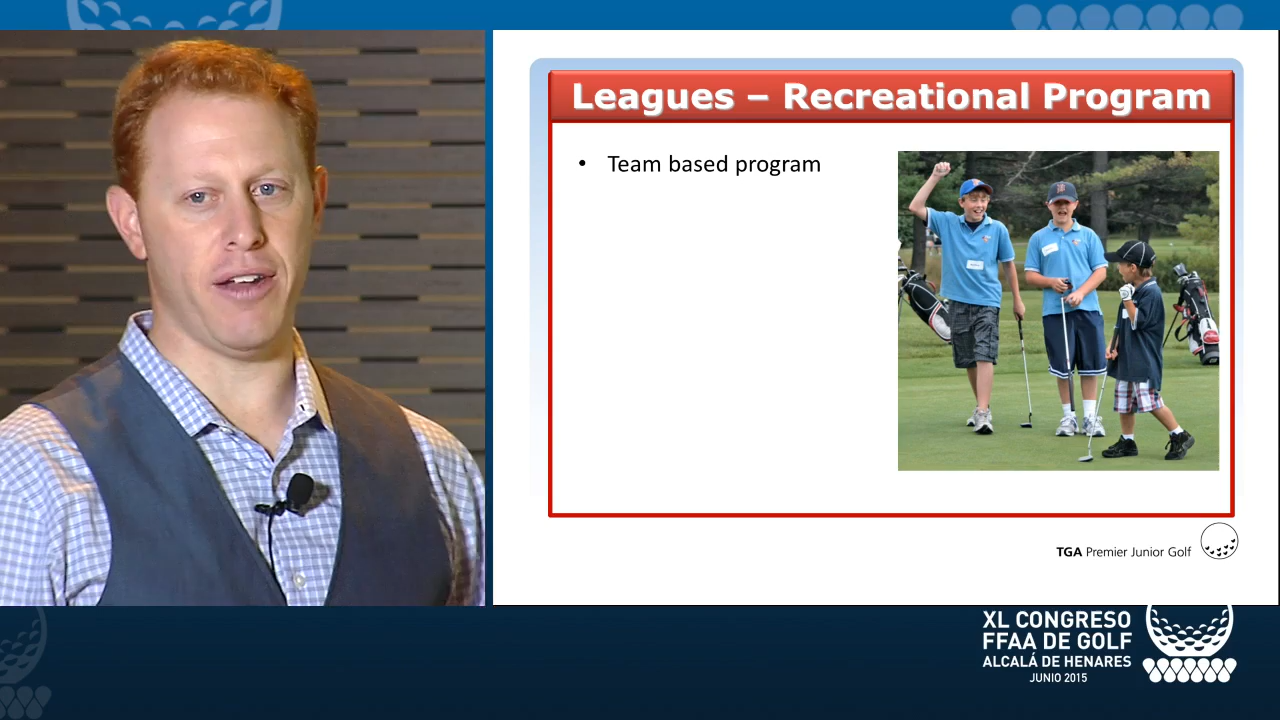 Leagues – Recreational Program
• Team based program
TGA Premier Junior Golf
XL CONGRESO
FFAA DE GOLF
ALCALÁ DE HENARES
JUNIO 2015